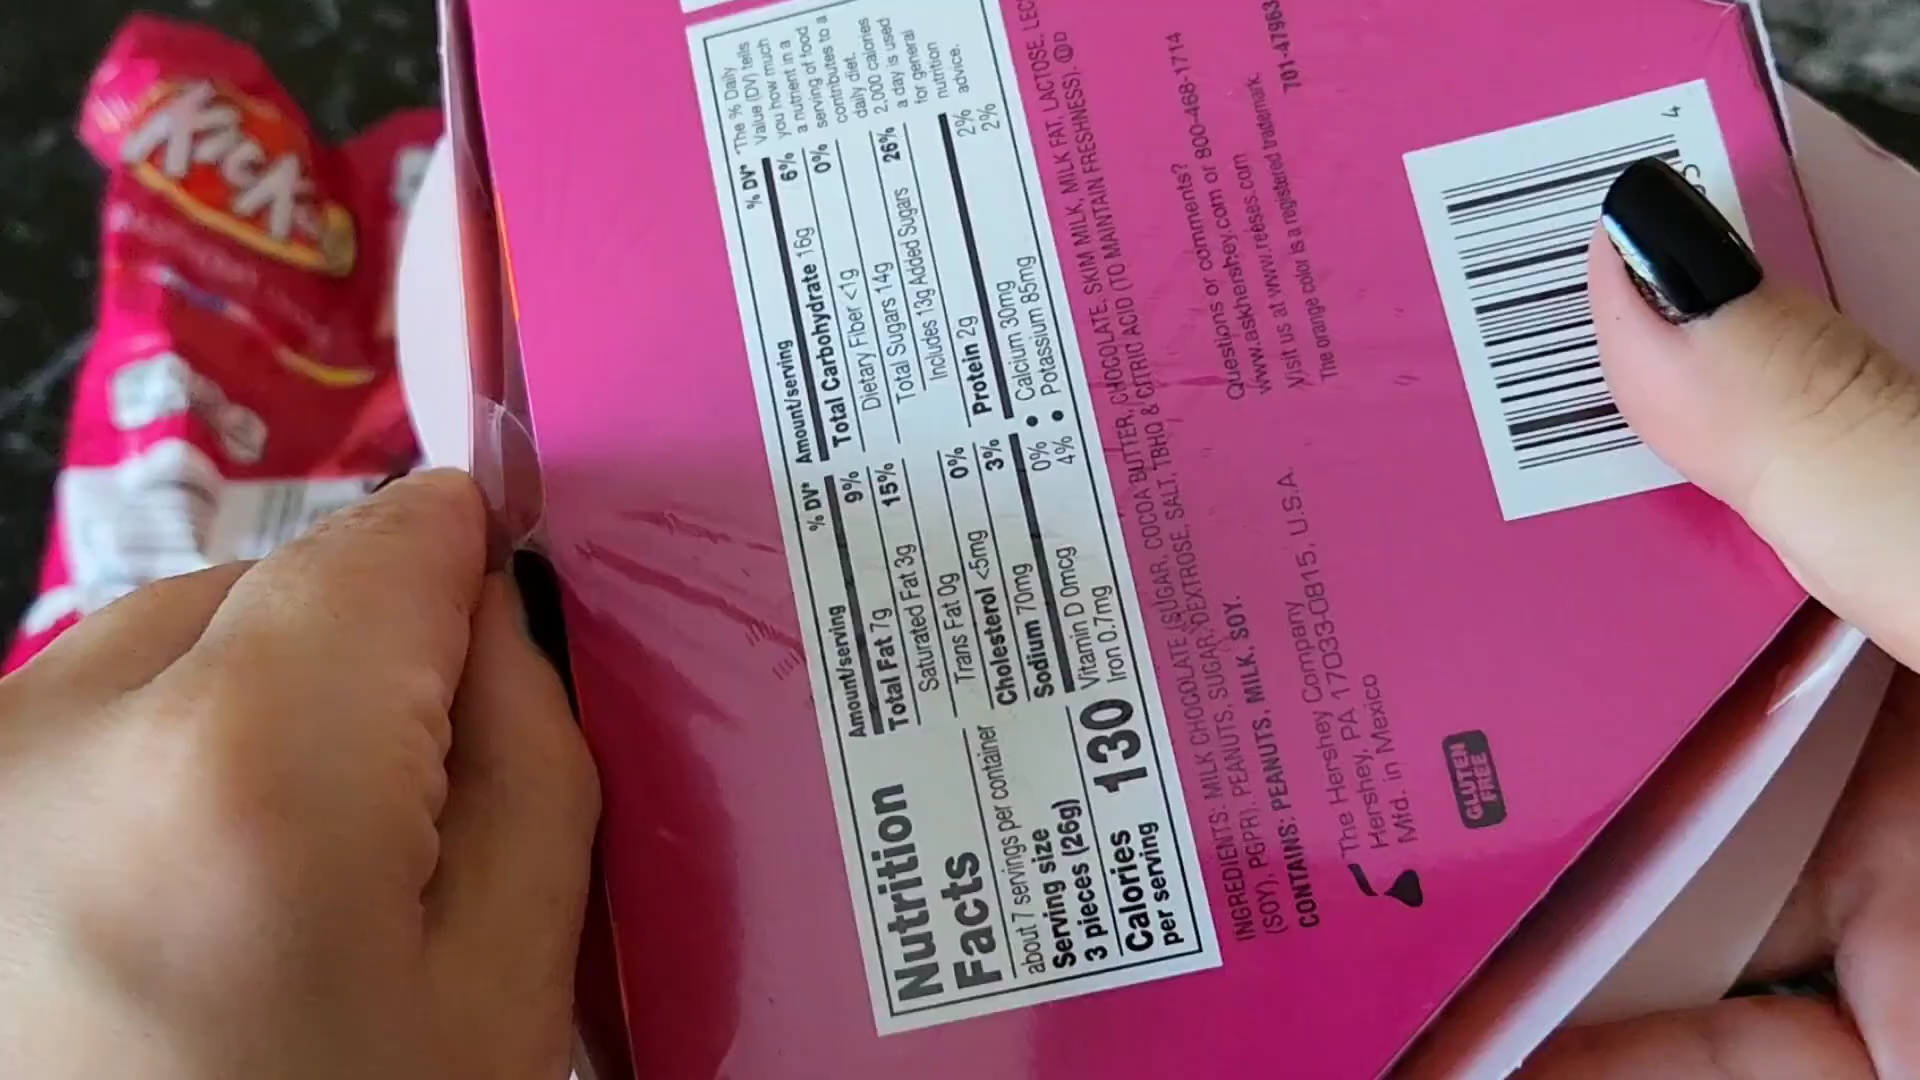 Nutrition
Facts
about 7 servings per container
Serving size
3 pieces (26g)
Calories
per serving
130
Amount/serving % DV*
Total Fat 7g 9%
Saturated Fat 3g 15%
Trans Fat 0g 0%
Cholesterol <5mg 3%
Sodium 70mg
Amount/serving % DV*
Total Carbohydrate 16g 6%
Dietary Fiber <1g 0%
Total Sugars 14g
Includes 13g Added Sugars 26%
Protein 2g
Vitamin D 0mcg 0% • Calcium 30mg 2%
Iron 0.7mg 4% • Potassium 85mg 2%
*The % Daily
Value (DV) tells
you how much
a nutrient in a
serving of food
contributes to a
daily diet.
2,000 calories
a day is used
for general
nutrition
advice.
INGREDIENTS: MILK CHOCOLATE (SUGAR, COCOA BUTTER, CHOCOLATE, SKIM MILK, MILK FAT, LACTOSE, LEC
(SOY), PGPR), PEANUTS, SUGAR, DEXTROSE, SALT, TBHQ & CITRIC ACID (TO MAINTAIN FRESHNESS). Ⓤ D
CONTAINS: PEANUTS, MILK, SOY.
The Hershey Company
Hershey, PA 17033-0815, U.S.A.
Mfd. in Mexico
Questions or comments?
www.askhershey.com or 800-468-1714
Visit us at www.reeses.com
The orange color is a registered trademark.
701-47963
GLUTEN
FREE
4